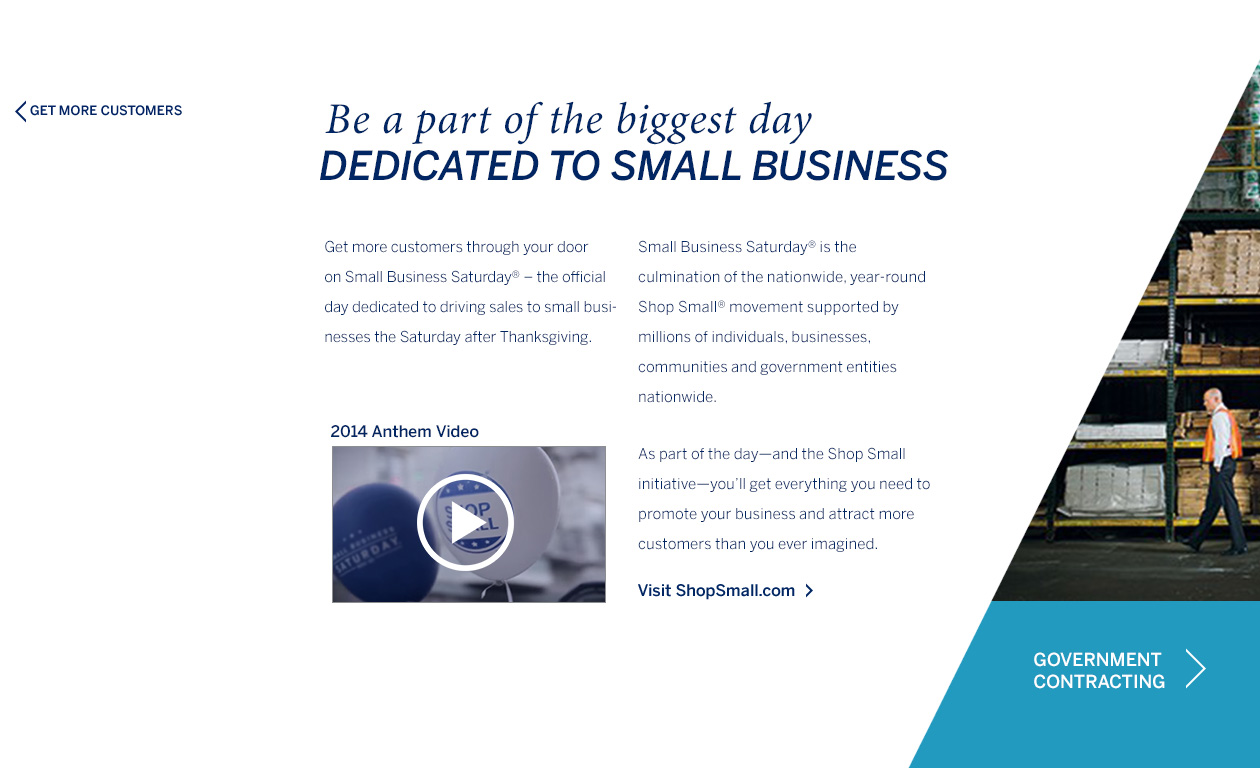 GET MORE CUSTOMERS
Be a part of the biggest day
DEDICATED TO SMALL BUSINESS
Get more customers through your door
on Small Business Saturday® – the official
day dedicated to driving sales to small busi-
nesses the Saturday after Thanksgiving.
2014 Anthem Video
SMALL BUSINESS
SATURDAY
SHOP
SMALL
Small Business Saturday® is the
culmination of the nationwide, year-round
Shop Small® movement supported by
millions of individuals, businesses,
communities and government entities
nationwide.
As part of the day—and the Shop Small
initiative—you’ll get everything you need to
promote your business and attract more
customers than you ever imagined.
Visit ShopSmall.com
GOVERNMENT
CONTRACTING